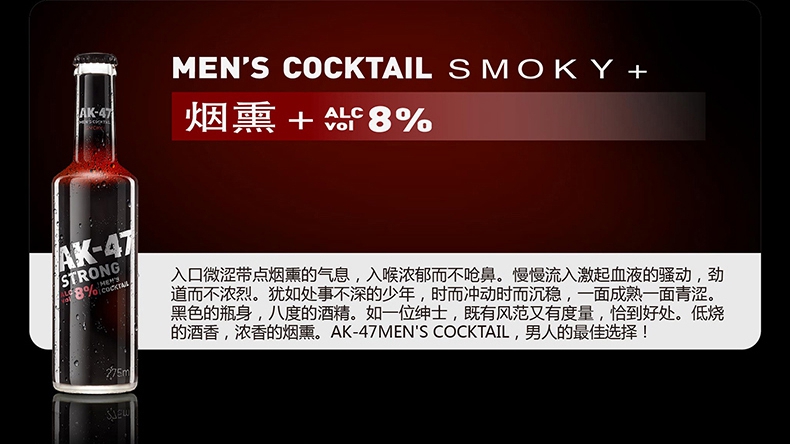 MEN'S COCKTAIL SMOKY+
烟熏+ ALC vol 8%
AK-47
MEN'S COCKTAIL
AK-47
STRONG
ALC vol 8% MEN'S COCKTAIL
275m
入口微涩带点烟熏的气息，入喉浓郁而不呛鼻。慢慢流入激起血液的骚动，劲
道而不浓烈。犹如处事不深的少年，时而冲动时而沉稳，一面成熟一面青涩。
黑色的瓶身，八度的酒精。如一位绅士，既有风范又有度量，恰到好处。低烧
的酒香，浓香的烟熏。AK-47MEN'S COCKTAIL，男人的最佳选择！